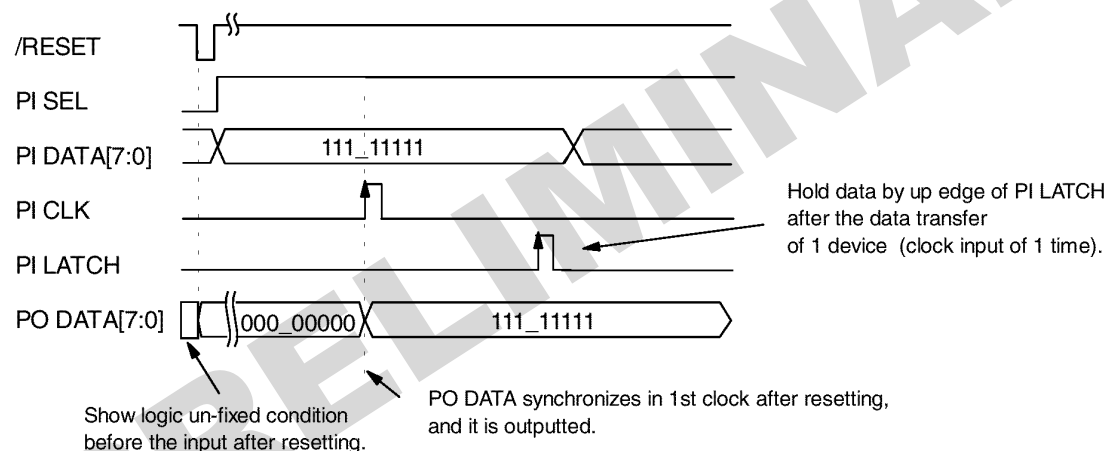 /RESET
PI SEL
PI DATA[7:0]
111_11111
PI CLK
Hold data by up edge of PI LATCH
after the data transfer
of 1 device (clock input of 1 time).
PI LATCH
PO DATA[7:0]
000_00000
111_11111
PO DATA synchronizes in 1st clock after resetting,
and it is outputted.
Show logic un-fixed condition
before the input after resetting.
RELIMINA